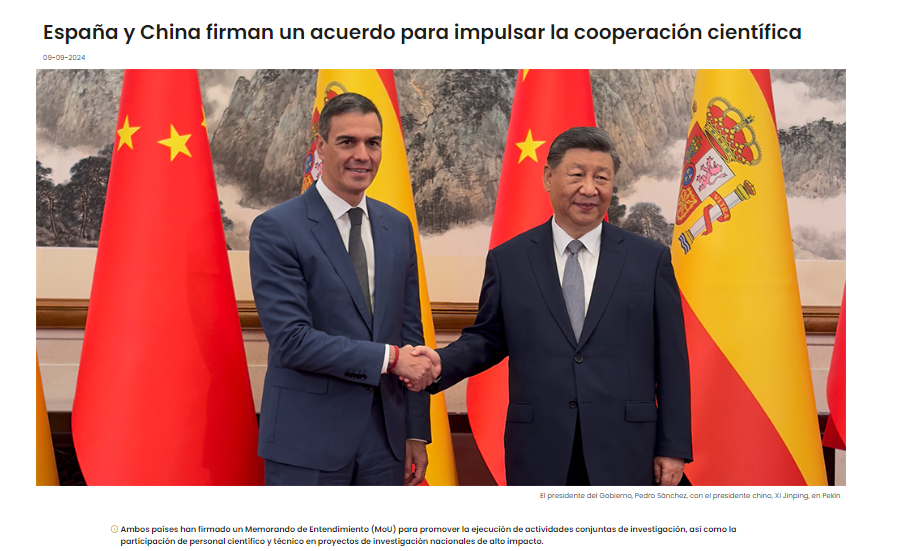 España y China firman un acuerdo para impulsar la cooperación científica
09-09-2024
El presidente del Gobierno, Pedro Sánchez, con el presidente chino, Xi Jinping, en Pekín
Ambos países han firmado un Memorando de Entendimiento (MoU) para promover la ejecución de actividades conjuntas de investigación, así como la
participación de personal científico y técnico en proyectos de investigación nacionales de alto impacto.